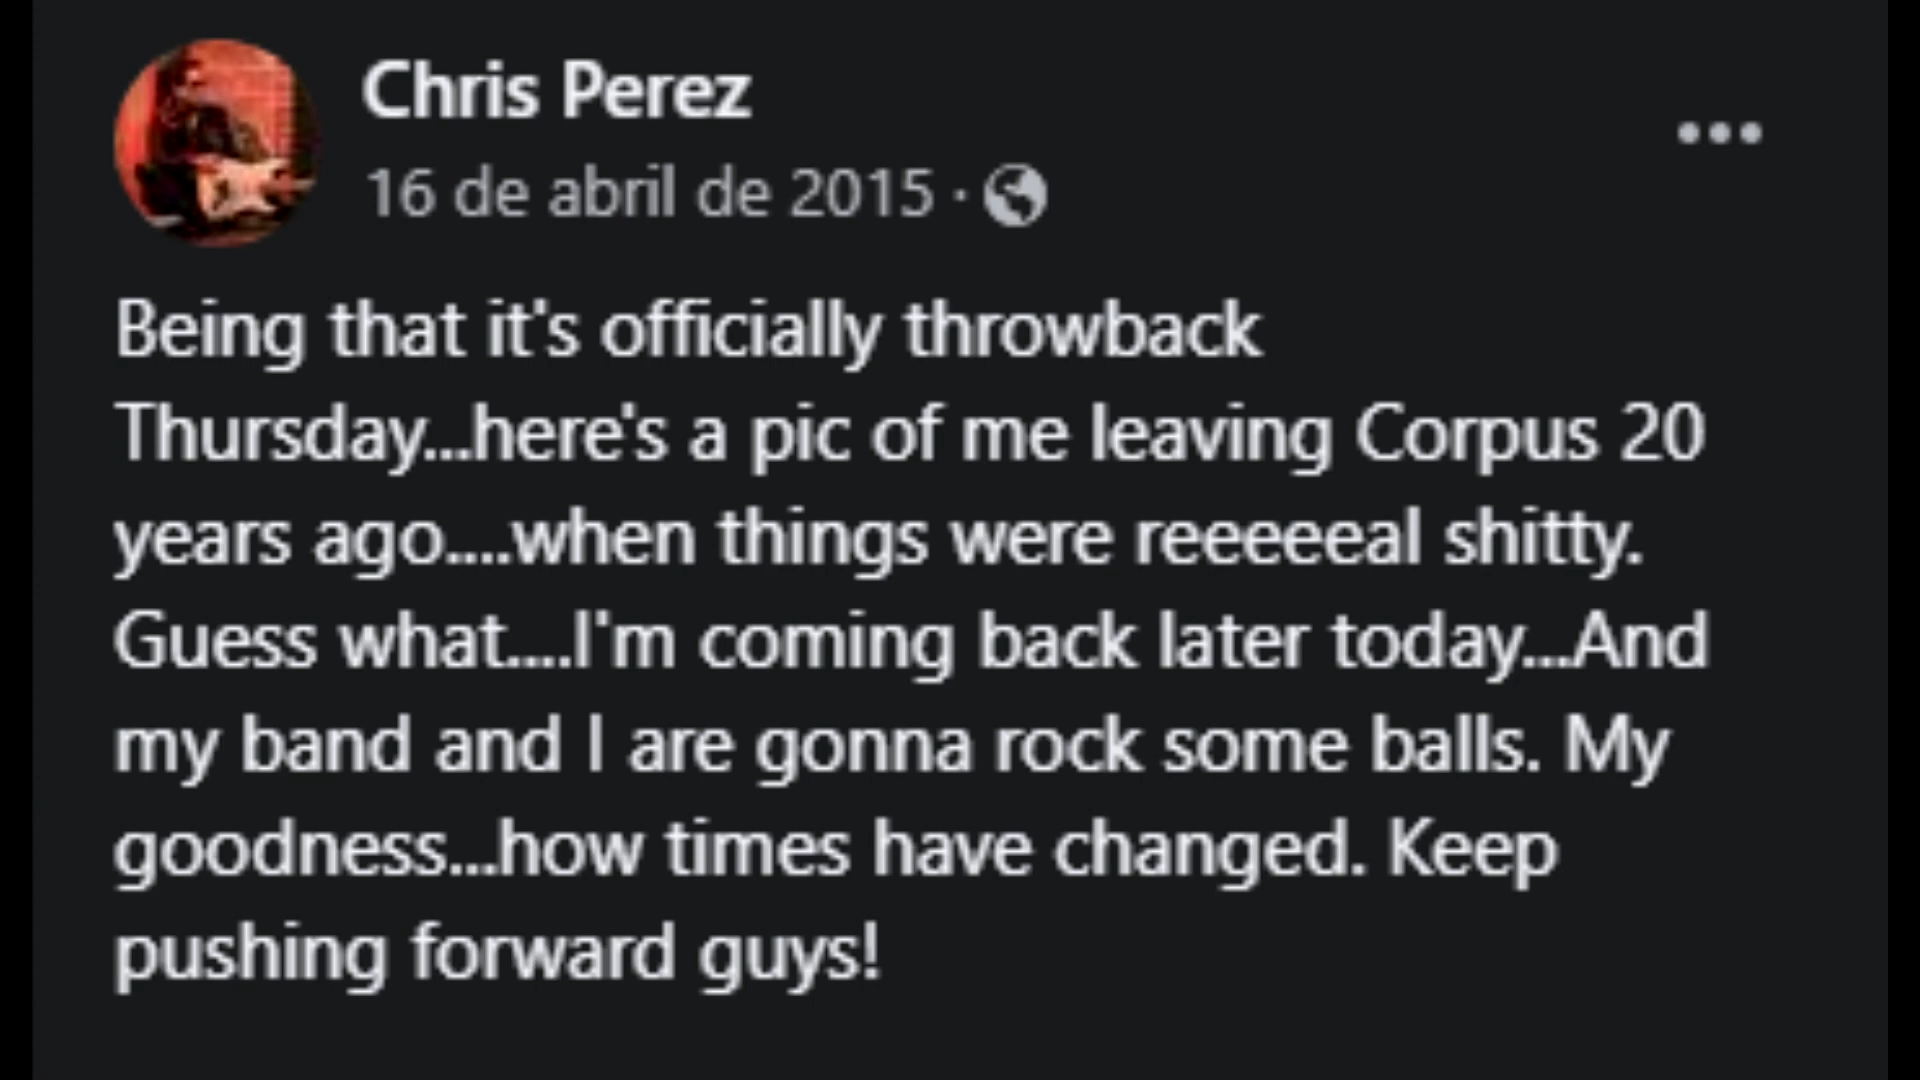 Chris Perez
16 de abril de 2015 ·
Being that it's officially throwback
Thursday...here's a pic of me leaving Corpus 20
years ago....when things were reeeeeal shitty.
Guess what....I'm coming back later today...And
my band and I are gonna rock some balls. My
goodness...how times have changed. Keep
pushing forward guys!